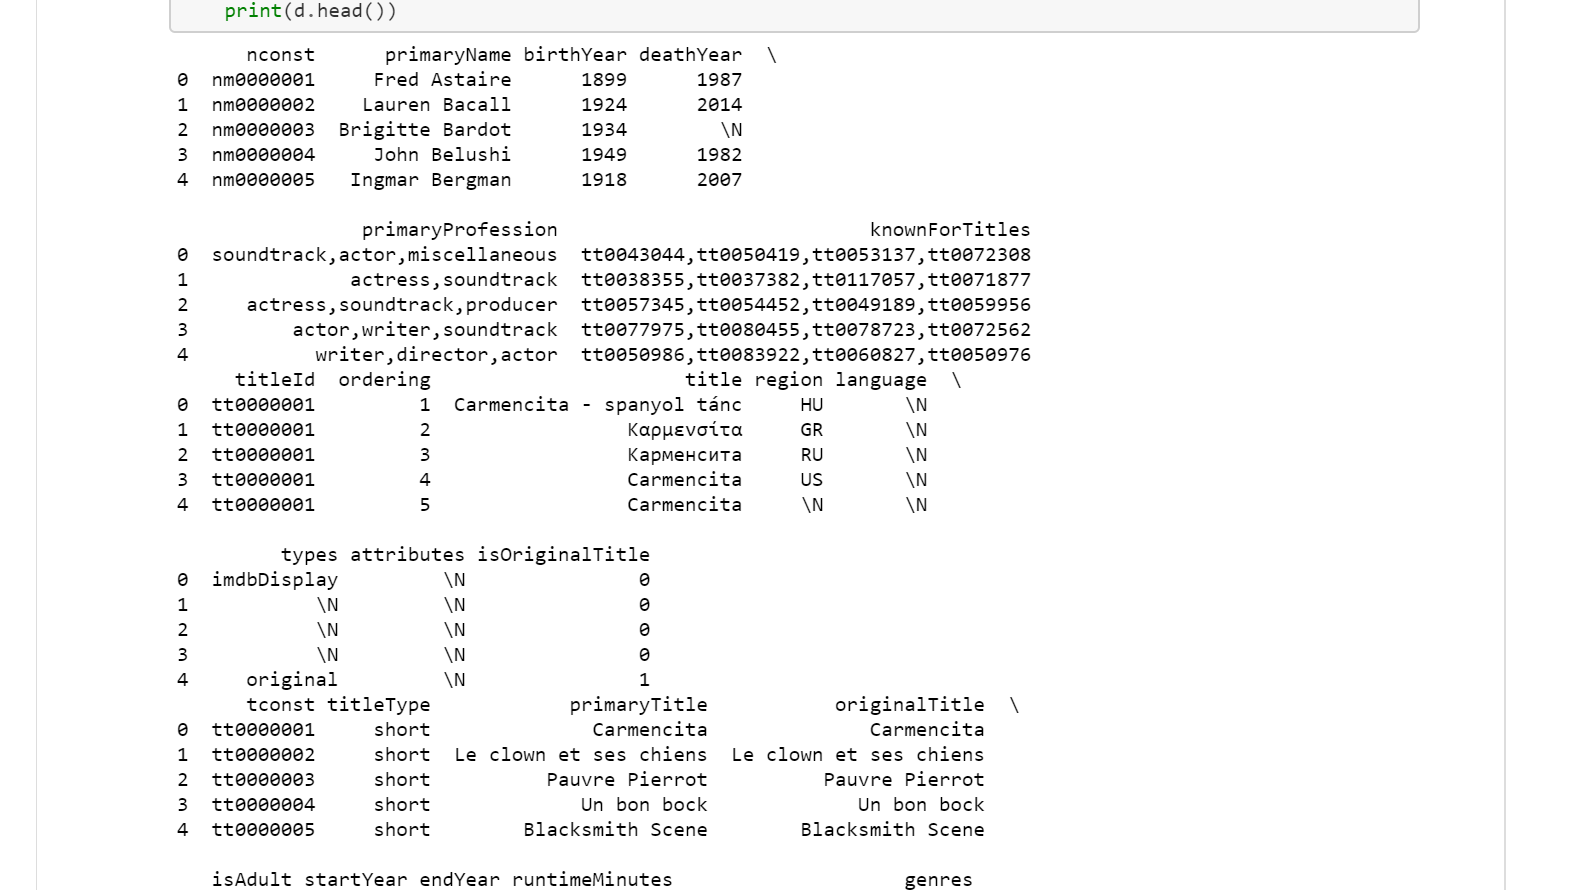 print(d.head())
nconst primaryName birthYear deathYear \
0 nm0000001 Fred Astaire 1899 1987
1 nm0000002 Lauren Bacall 1924 2014
2 nm0000003 Brigitte Bardot 1934 \N
3 nm0000004 John Belushi 1949 1982
4 nm0000005 Ingmar Bergman 1918 2007
primaryProfession knownForTitles
0 soundtrack,actor,miscellaneous tt0043044,tt0050419,tt0053137,tt0072308
1 actress,soundtrack tt0038355,tt0037382,tt0117057,tt0071877
2 actress,soundtrack,producer tt0057345,tt0054452,tt0049189,tt0059956
3 actor,writer,soundtrack tt0077975,tt0080455,tt0078723,tt0072562
4 writer,director,actor tt0050986,tt0083922,tt0060827,tt0050976
titleId ordering title region language \
0 tt0000001 1 Carmencita - spanyol tánc HU \N
1 tt0000001 2 Καρμενσίτα GR \N
2 tt0000001 3 Карменсита RU \N
3 tt0000001 4 Carmencita US \N
4 tt0000001 5 Carmencita \N \N
types attributes isOriginalTitle
0 imdbDisplay \N 0
1 \N \N 0
2 \N \N 0
3 \N \N 0
4 original \N 1
tconst titleType primaryTitle originalTitle \
0 tt0000001 short Carmencita Carmencita
1 tt0000002 short Le clown et ses chiens Le clown et ses chiens
2 tt0000003 short Pauvre Pierrot Pauvre Pierrot
3 tt0000004 short Un bon bock Un bon bock
4 tt0000005 short Blacksmith Scene Blacksmith Scene
isAdult startYear endYear runtimeMinutes genres